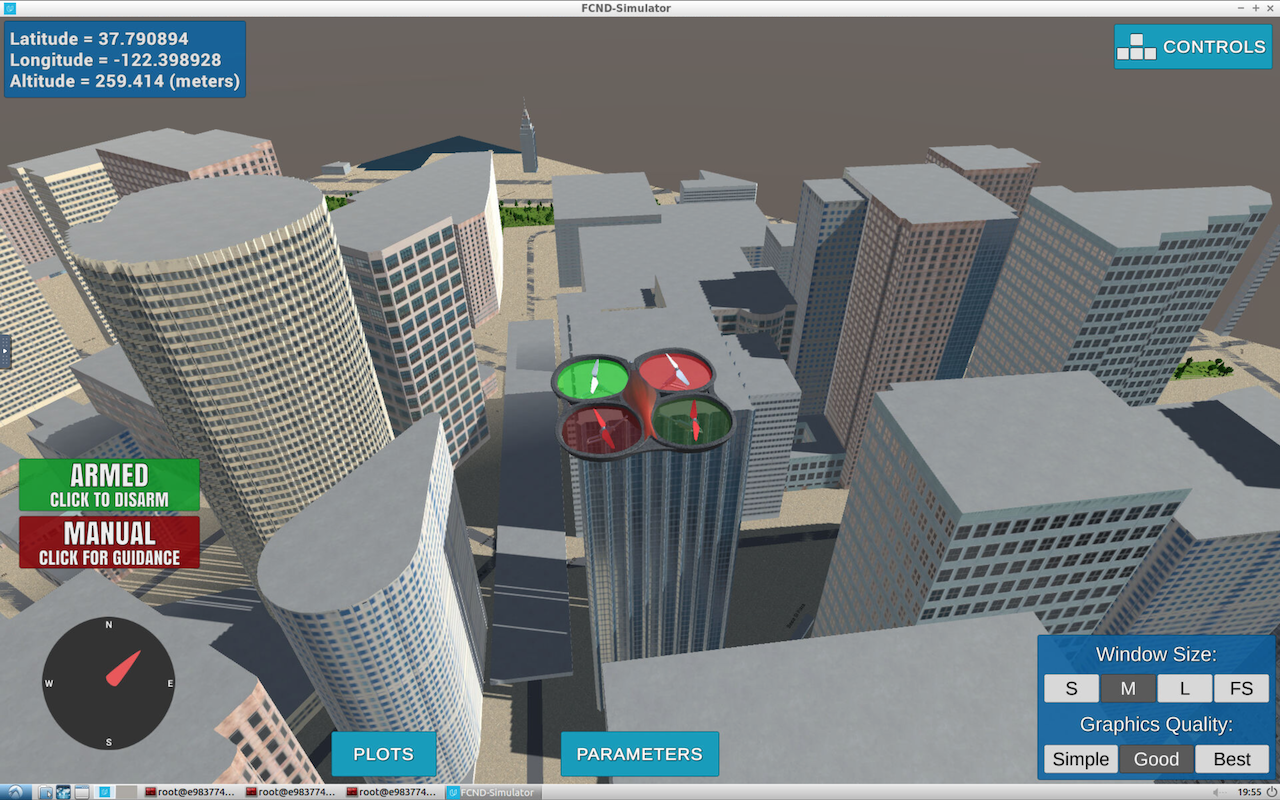 FCND-Simulator
Latitude = 37.790894
Longitude = -122.398928
Altitude = 259.414 (meters)
CONTROLS
ARMED
CLICK TO DISARM
MANUAL
CLICK FOR GUIDANCE
N
W
E
S
PLOTS
PARAMETERS
Window Size:
S M L FS
Graphics Quality:
Simple Good Best
root@e983774... root@e983774... root@e983774... FCND-Simulator 19:55